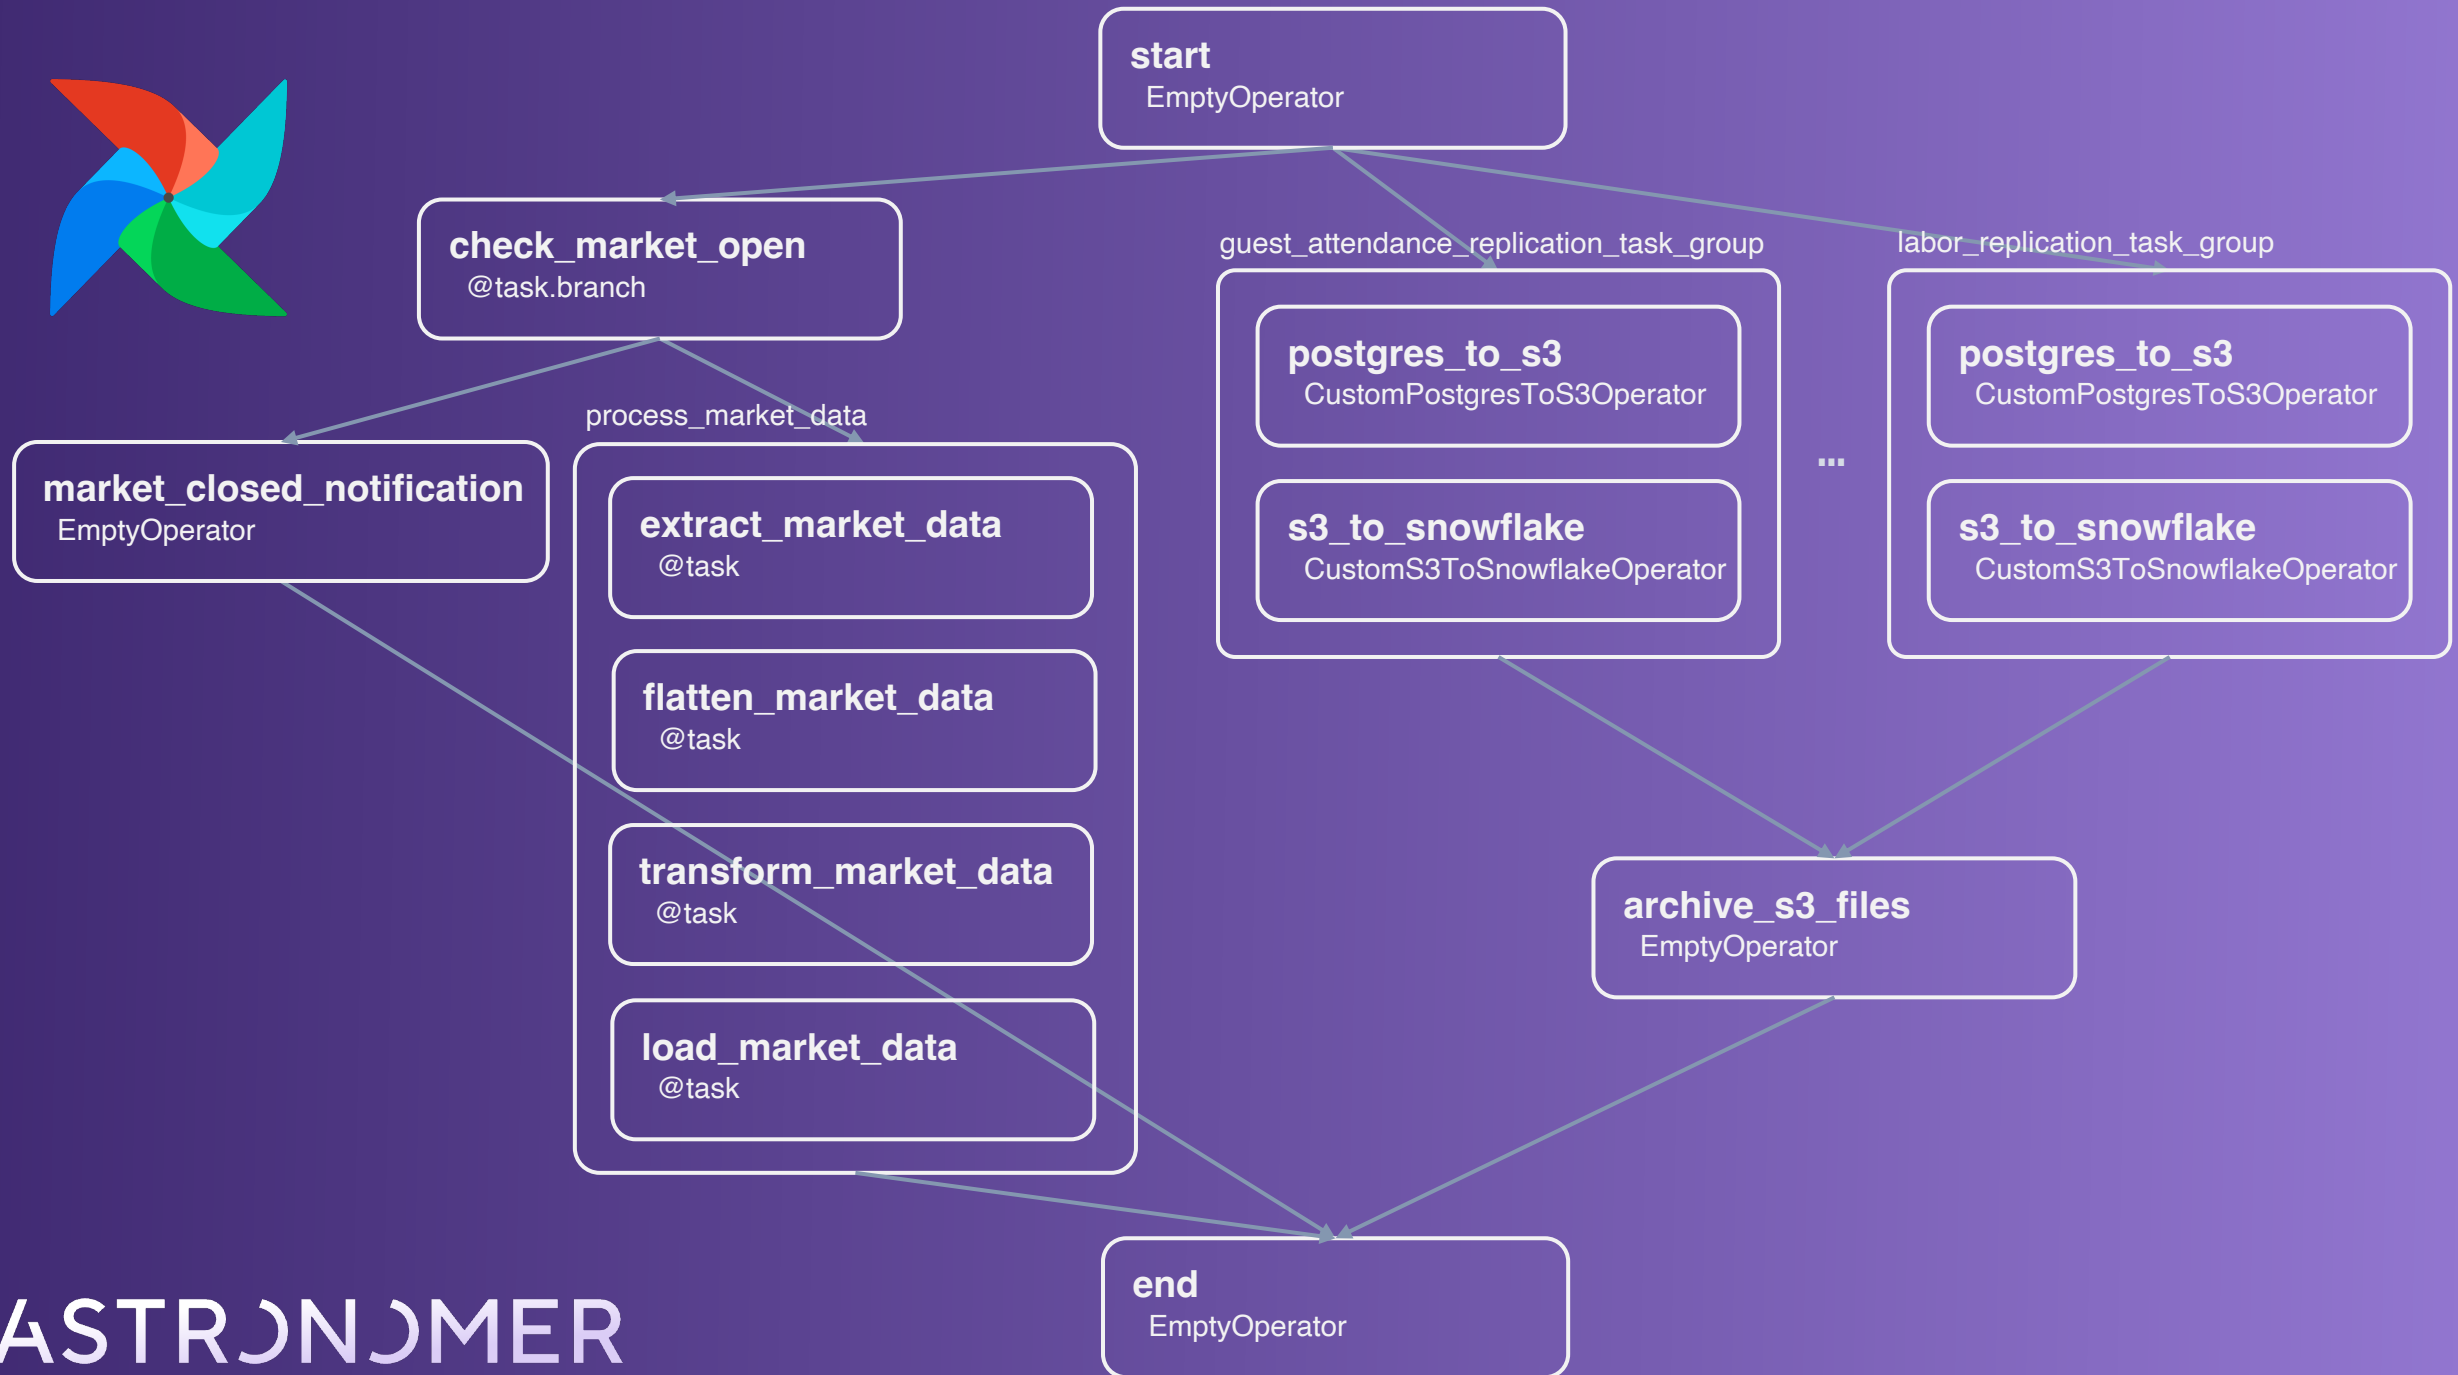 start
EmptyOperator
check_market_open
@task.branch
guest_attendance_replication_task_group
labor_replication_task_group
postgres_to_s3
CustomPostgresToS3Operator
postgres_to_s3
CustomPostgresToS3Operator
...
s3_to_snowflake
CustomS3ToSnowflakeOperator
s3_to_snowflake
CustomS3ToSnowflakeOperator
market_closed_notification
EmptyOperator
process_market_data
extract_market_data
@task
flatten_market_data
@task
transform_market_data
@task
load_market_data
@task
archive_s3_files
EmptyOperator
end
EmptyOperator
ASTRONOMER